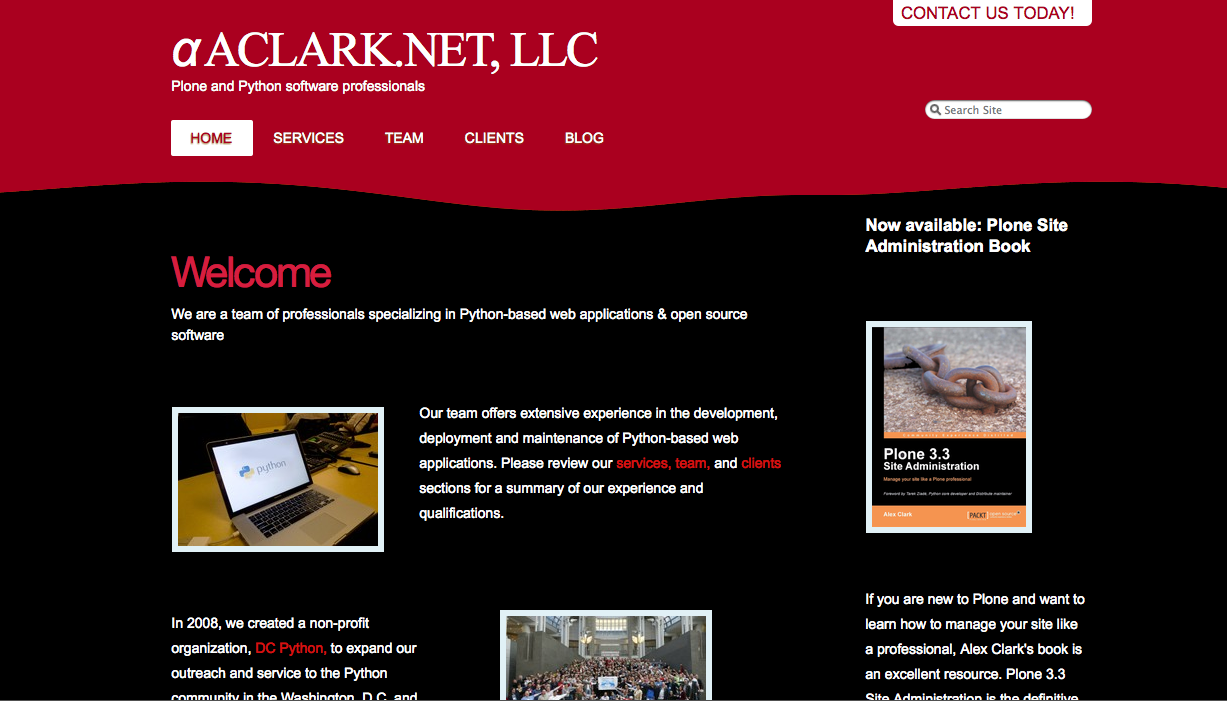 CONTACT US TODAY!
α ACLARK.NET, LLC
Plone and Python software professionals
Search Site
HOME SERVICES TEAM CLIENTS BLOG
Welcome
We are a team of professionals specializing in Python-based web applications & open source
software
python
Our team offers extensive experience in the development,
deployment and maintenance of Python-based web
applications. Please review our services, team, and clients
sections for a summary of our experience and
qualifications.
In 2008, we created a non-profit
organization, DC Python, to expand our
outreach and service to the Python
community in the Washington, D.C. and
Now available: Plone Site
Administration Book
Plone 3.3
Site Administration
Manage your site like a Plone professional
Foreword by Tarek Ziadé, Python core developer and Distribute maintainer
Alex Clark
PACKT
If you are new to Plone and want to
learn how to manage your site like
a professional, Alex Clark's book is
an excellent resource. Plone 3.3
Site Administration is the definitive